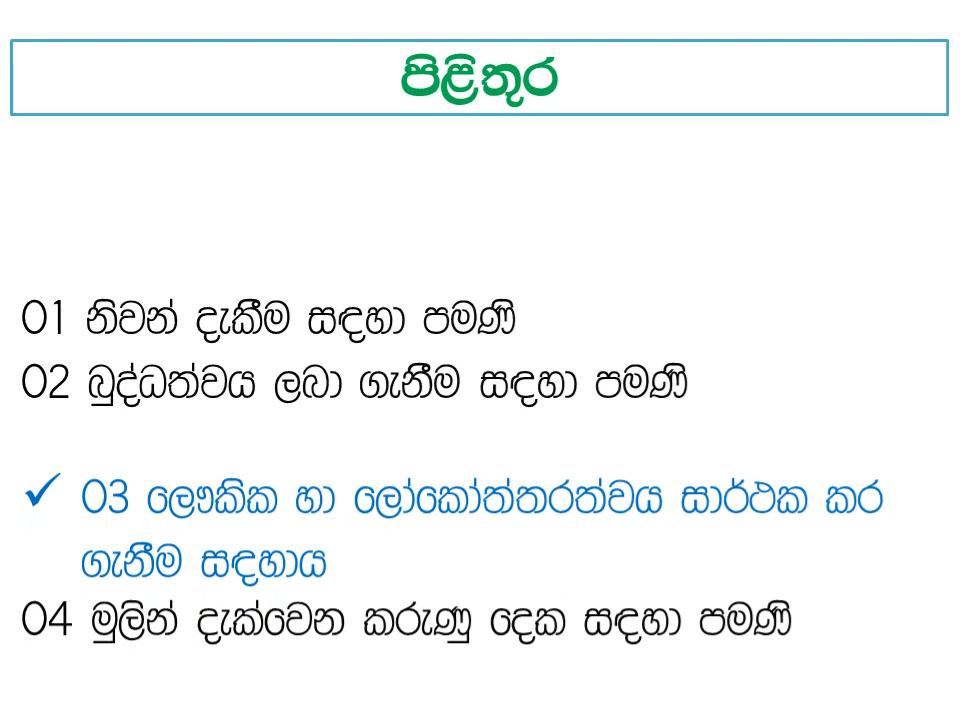 පිළිතුර
01 නිවන් දැකීම සඳහා පමණි
02 බුද්ධත්වය ලබා ගැනීම සඳහා පමණි
✓ 03 ලෞකික හා ලෝකෝත්තරත්වය සාර්ථක කර
ගැනීම සඳහාය
04 මුලින් දැක්වෙන කරුණු දෙක සඳහා පමණි